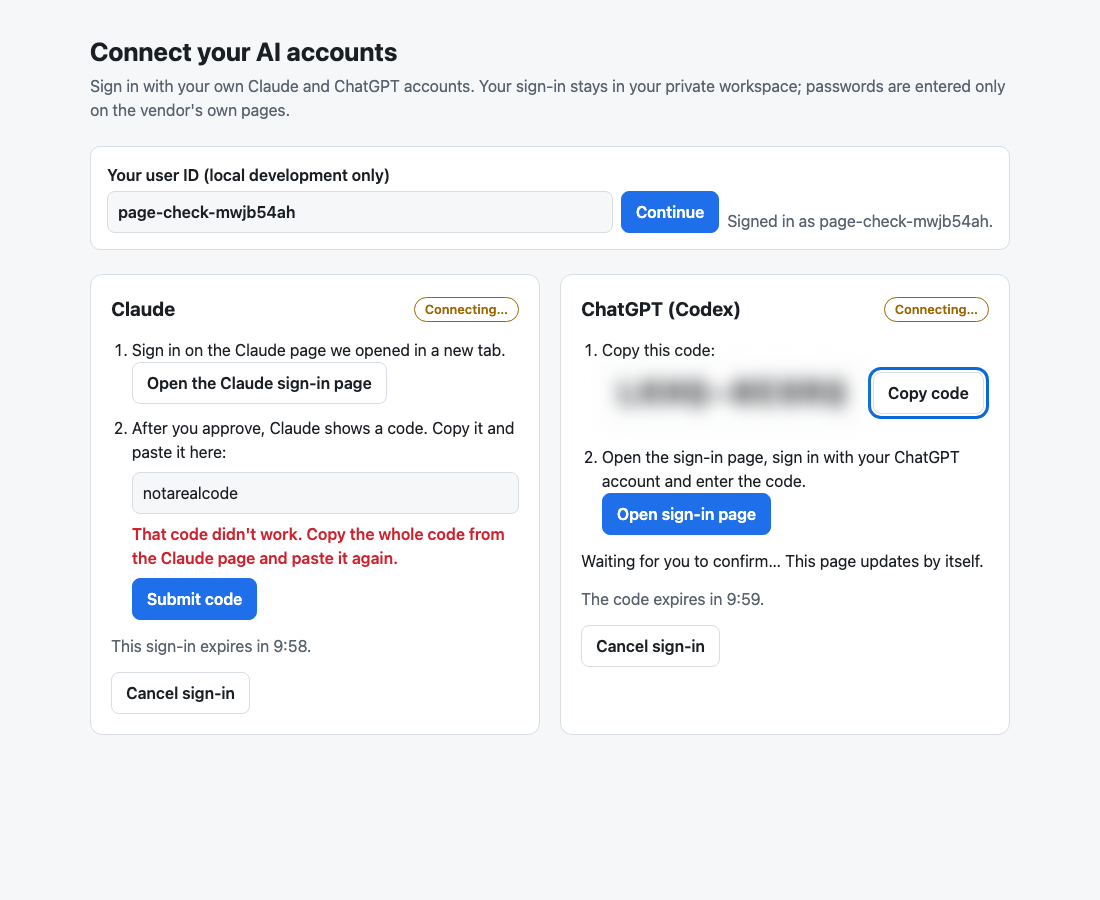 Connect your AI accounts
Sign in with your own Claude and ChatGPT accounts. Your sign-in stays in your private workspace; passwords are entered only
on the vendor's own pages.
Your user ID (local development only)
page-check-mwjb54ah
Continue
Signed in as page-check-mwjb54ah.
Claude
Connecting...
1. Sign in on the Claude page we opened in a new tab.
Open the Claude sign-in page
2. After you approve, Claude shows a code. Copy it and
paste it here:
notarealcode
That code didn't work. Copy the whole code from
the Claude page and paste it again.
Submit code
This sign-in expires in 9:58.
Cancel sign-in
ChatGPT (Codex)
Connecting...
1. Copy this code:
Copy code
2. Open the sign-in page, sign in with your ChatGPT
account and enter the code.
Open sign-in page
Waiting for you to confirm... This page updates by itself.
The code expires in 9:59.
Cancel sign-in